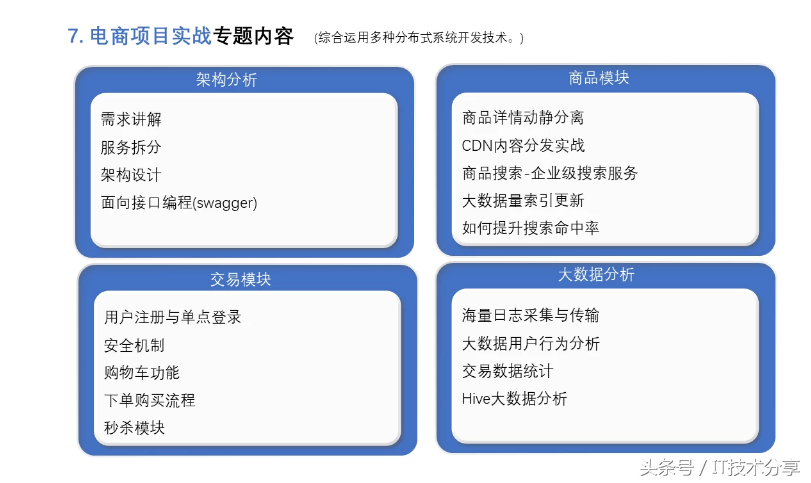 7. 电商项目实战专题内容 (综合运用多种分布式系统开发技术。)
架构分析
需求讲解
服务拆分
架构设计
面向接口编程(swagger)
商品模块
商品详情动静分离
CDN内容分发实战
商品搜索-企业级搜索服务
大数据量索引更新
如何提升搜索命中率
交易模块
用户注册与单点登录
安全机制
购物车功能
下单购买流程
秒杀模块
大数据分析
海量日志采集与传输
大数据用户行为分析
交易数据统计
Hive大数据分析
头条号 / IT技术分享